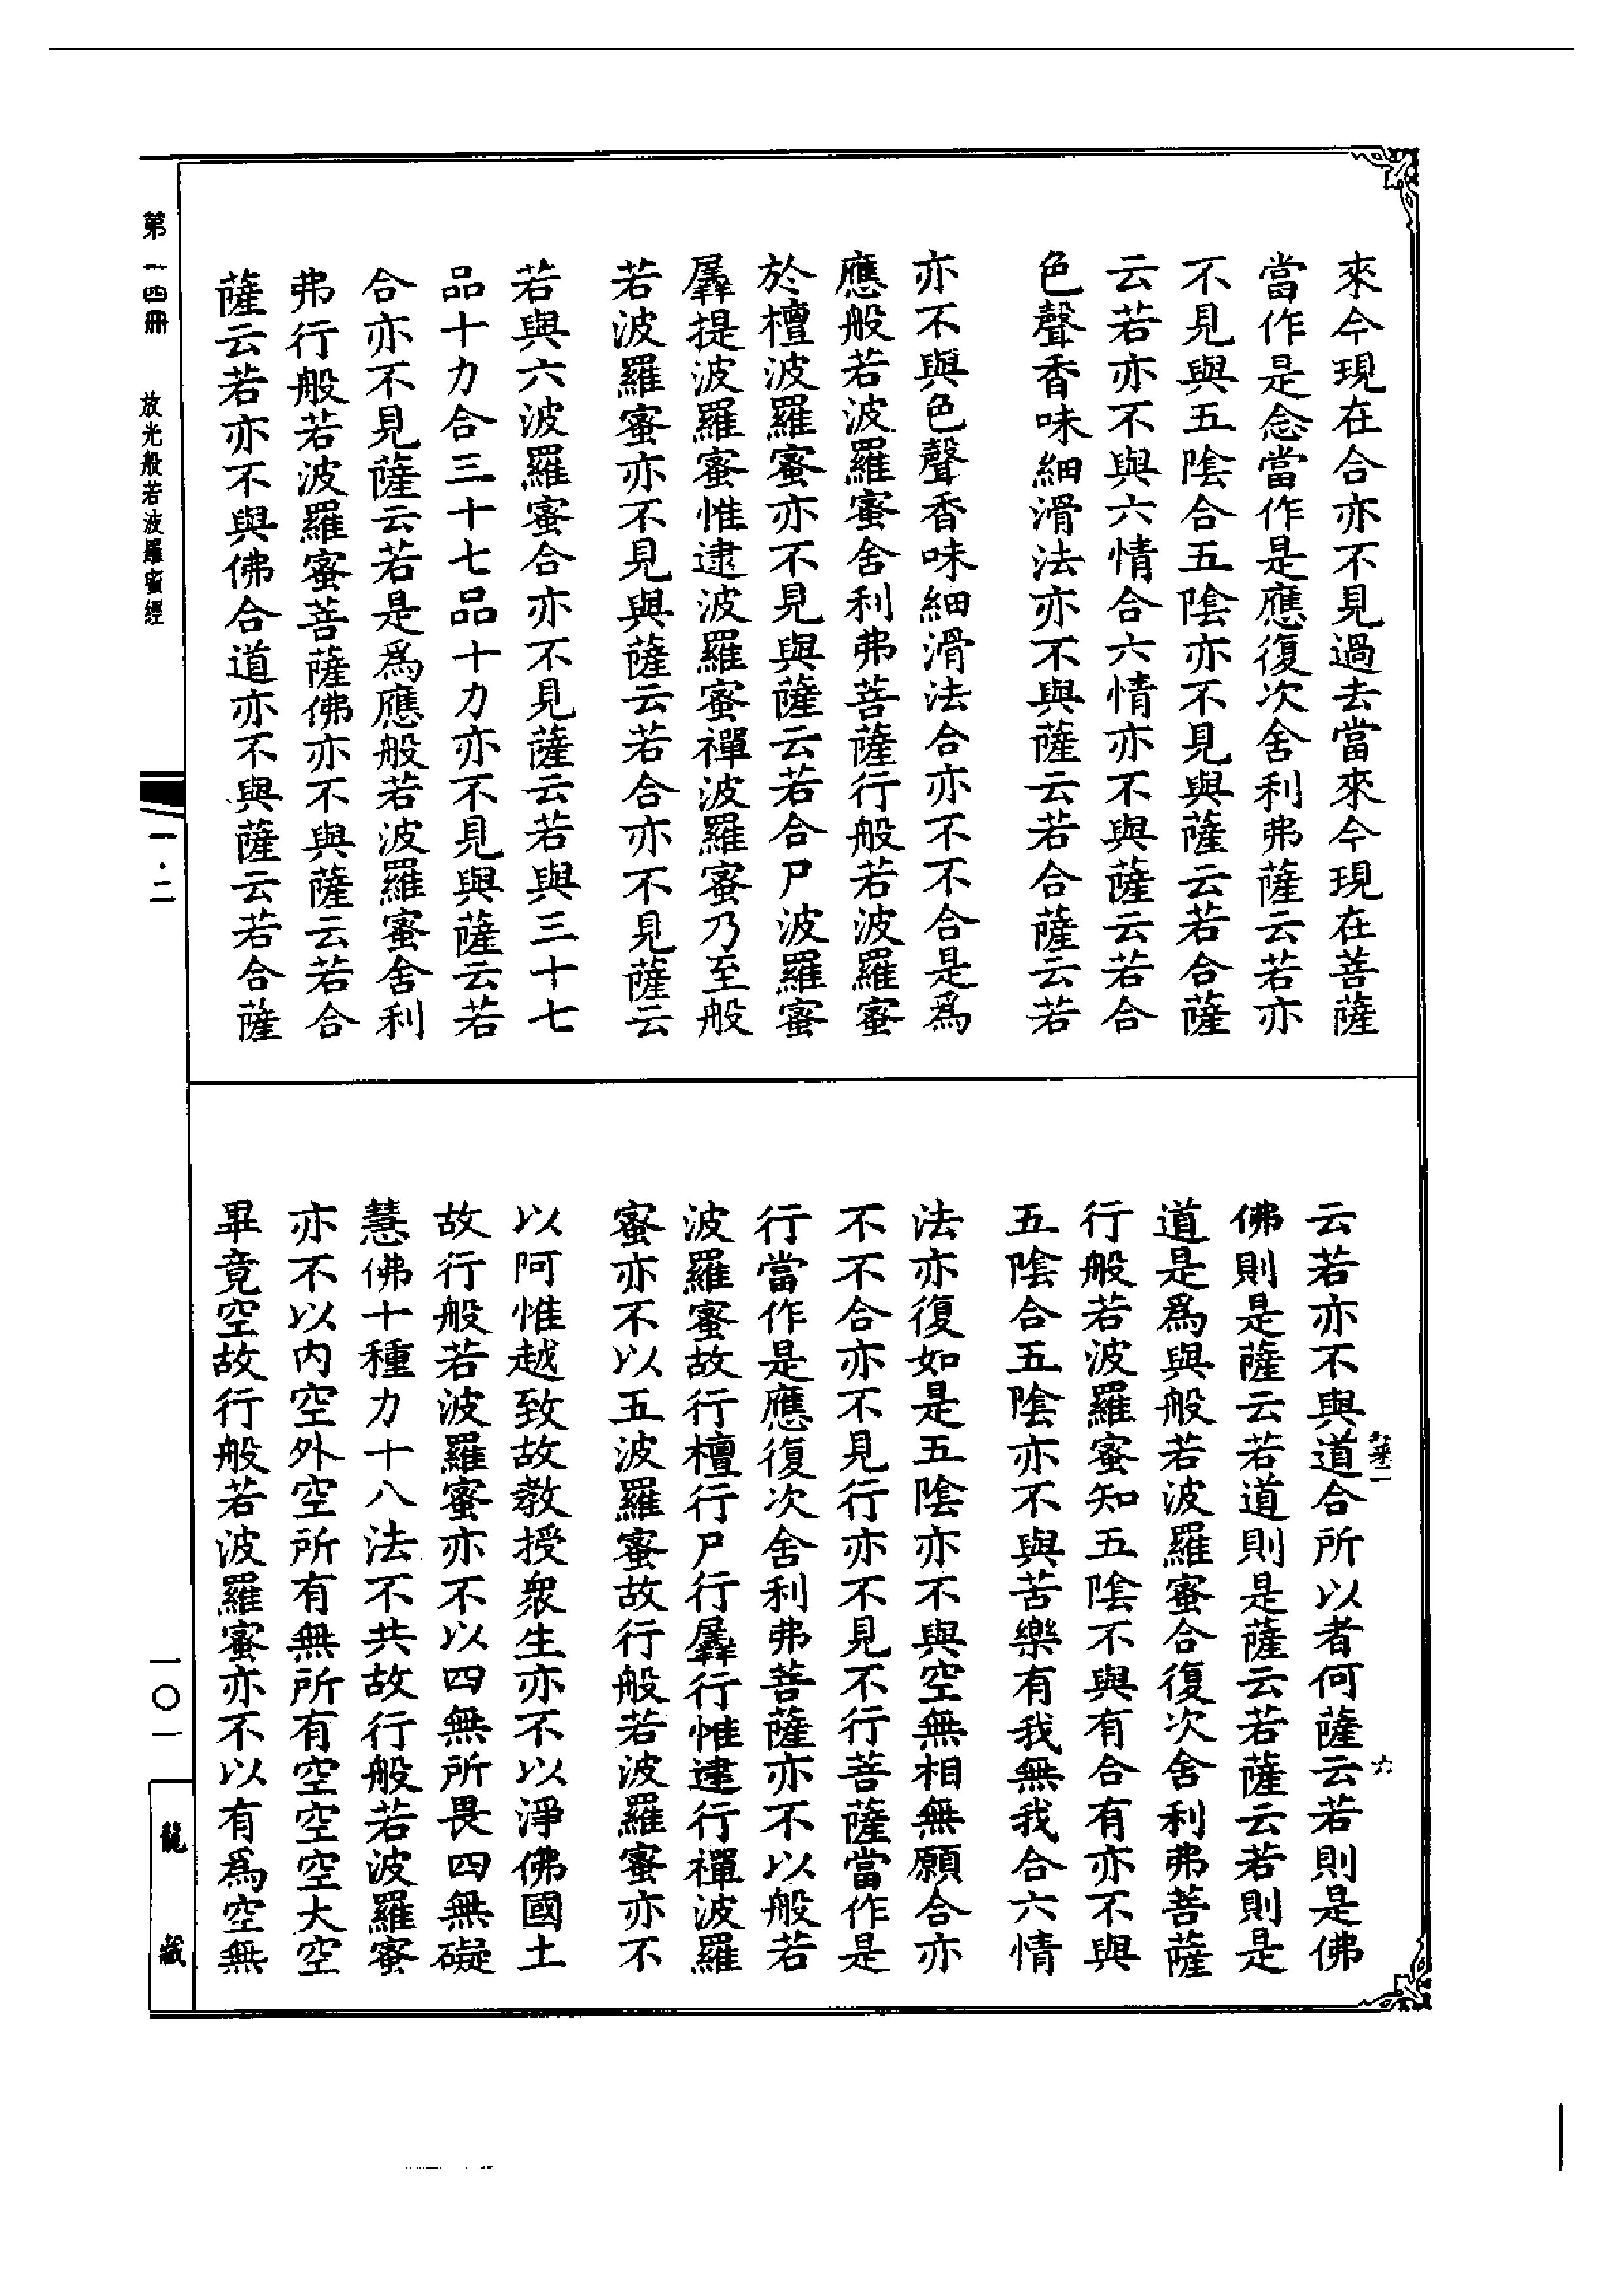 來今現在合亦不見過去當來今現在菩薩
當作是念當作是應復次舍利弗薩云若亦
不見與五陰合五陰亦不見與薩云若合薩
云若亦不與六情合六情亦不與薩云若合
色聲香味細滑法亦不與薩云若合薩云若
亦不與色聲香味細滑法合亦不不合是爲
應般若波羅蜜舍利弗菩薩行般若波羅蜜
於檀波羅蜜亦不見與薩云若合尸波羅蜜
羼提波羅蜜惟逮波羅蜜禪波羅蜜乃至般
若波羅蜜亦不見與薩云若合亦不見薩云
若與六波羅蜜合亦不見薩云若與三十七
品十力合三十七品十力亦不見與薩云若
合亦不見薩云若是爲應般若波羅蜜舍利
弗行般若波羅蜜菩薩佛亦不與薩云若合
薩云若亦不與佛合道亦不與薩云若合薩
云若亦不與道合所以者何薩云若則是佛
佛則是薩云若道則是薩云若薩云若則是
道是爲與般若波羅蜜合復次舍利弗菩薩
行般若波羅蜜知五陰不與有合有亦不與
五陰合五陰亦不與苦樂有我無我合六情
法亦復如是五陰亦不與空無相無願合亦
不不合亦不見行亦不見不行菩薩當作是
行當作是應復次舍利弗菩薩亦不以般若
波羅蜜故行檀行尸行羼行惟逮行禪波羅
蜜亦不以五波羅蜜故行般若波羅蜜亦不
以阿惟越致故教授衆生亦不以淨佛國土
故行般若波羅蜜亦不以四無所畏四無礙
慧佛十種力十八法不共故行般若波羅蜜
亦不以内空外空所有無所有空空空大空
畢竟空故行般若波羅蜜亦不以有爲空無
六
第一四冊
放光般若波羅蜜經
一·二
一〇一
龍藏